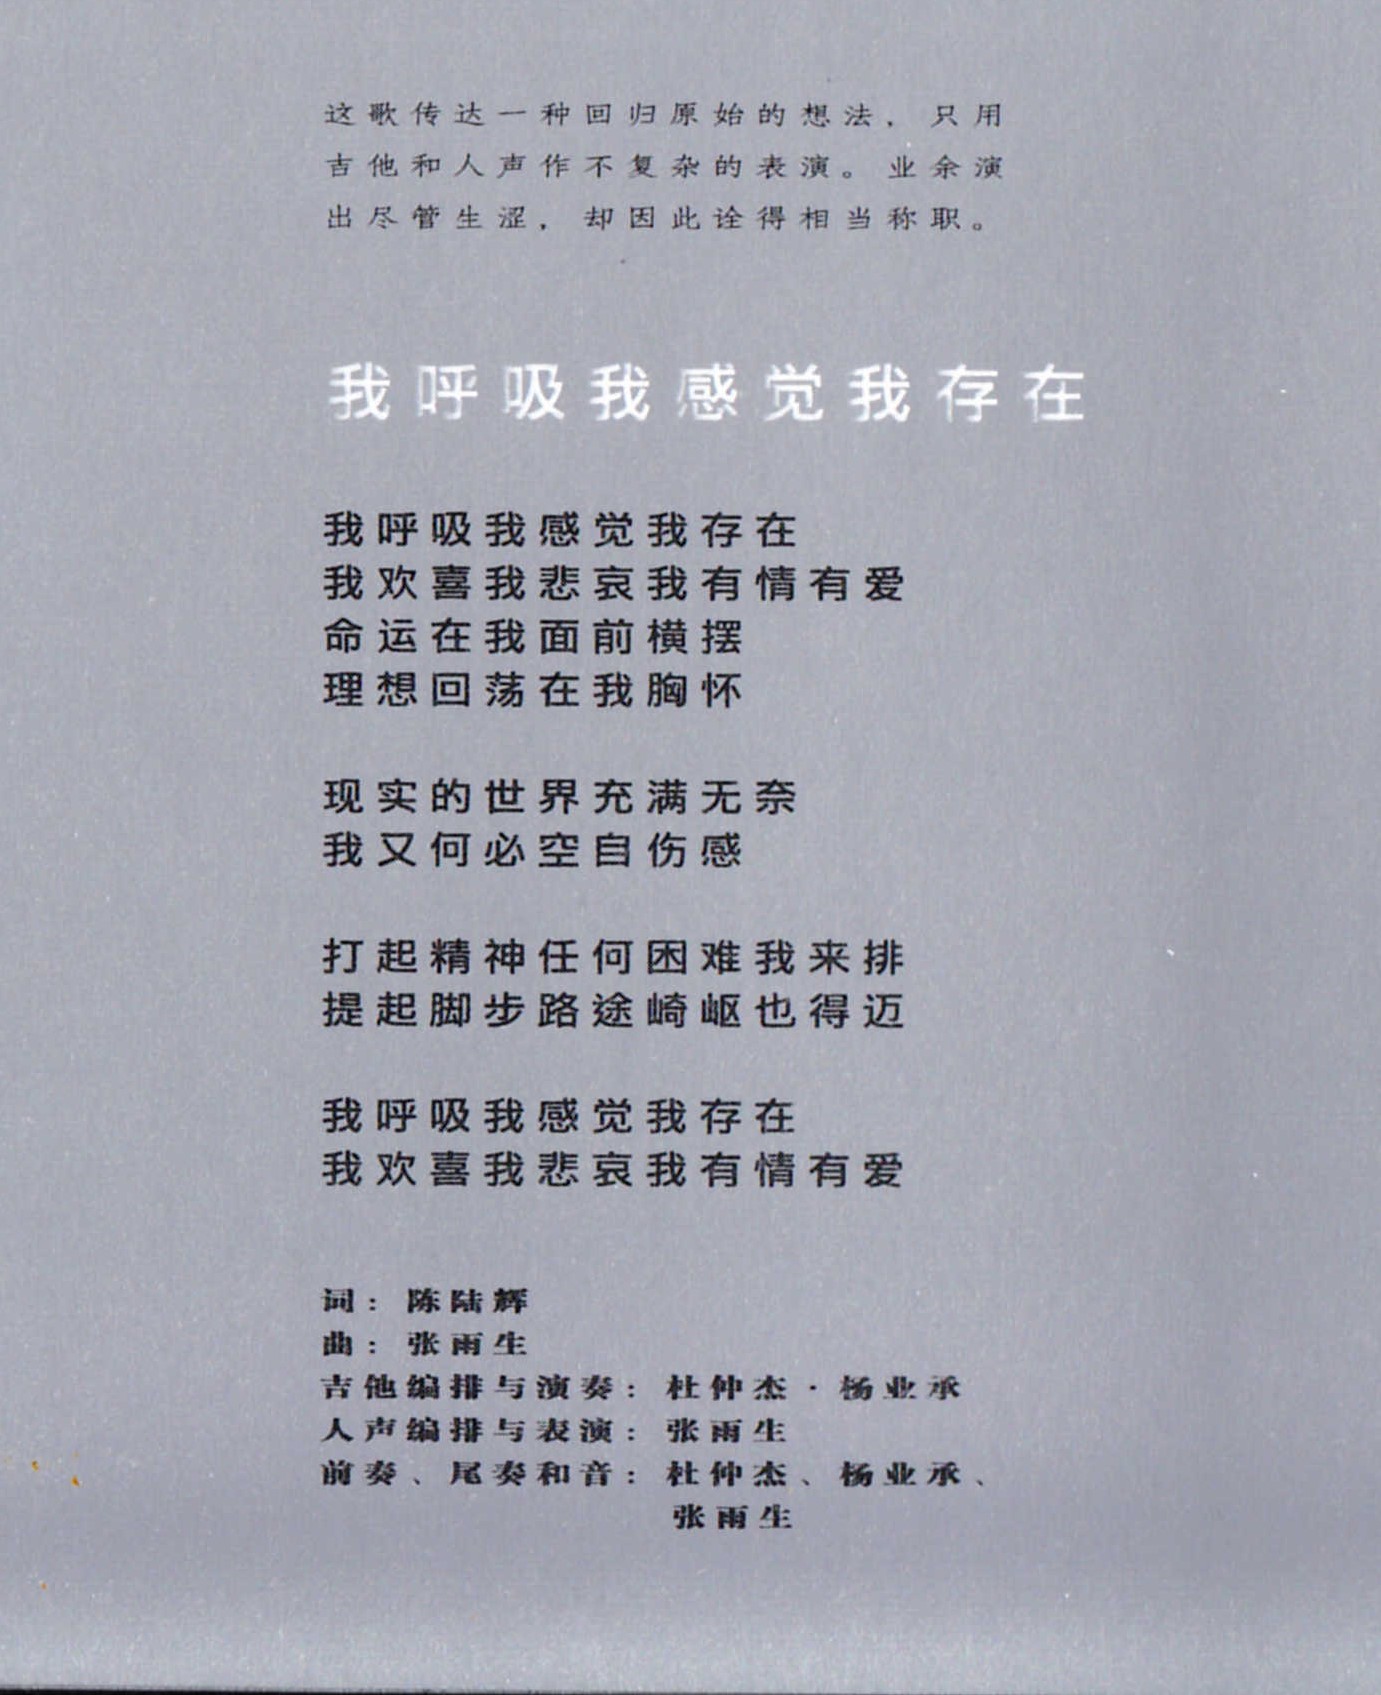 这歌传达一种回归原始的想法，只用
吉他和人声作不复杂的表演。业余演
出尽管生涩，却因此诠得相当称职。
我呼吸我感觉我存在
我呼吸我感觉我存在
我欢喜我悲哀我有情有爱
命运在我面前横摆
理想回荡在我胸怀
现实的世界充满无奈
我又何必空自伤感
打起精神任何困难我来排
提起脚步路途崎岖也得迈
我呼吸我感觉我存在
我欢喜我悲哀我有情有爱
词：陈陆辉
曲：张雨生
吉他编排与演奏：杜仲杰·杨业承
人声编排与表演：张雨生
前奏、尾奏和音：杜仲杰、杨业承、
张雨生